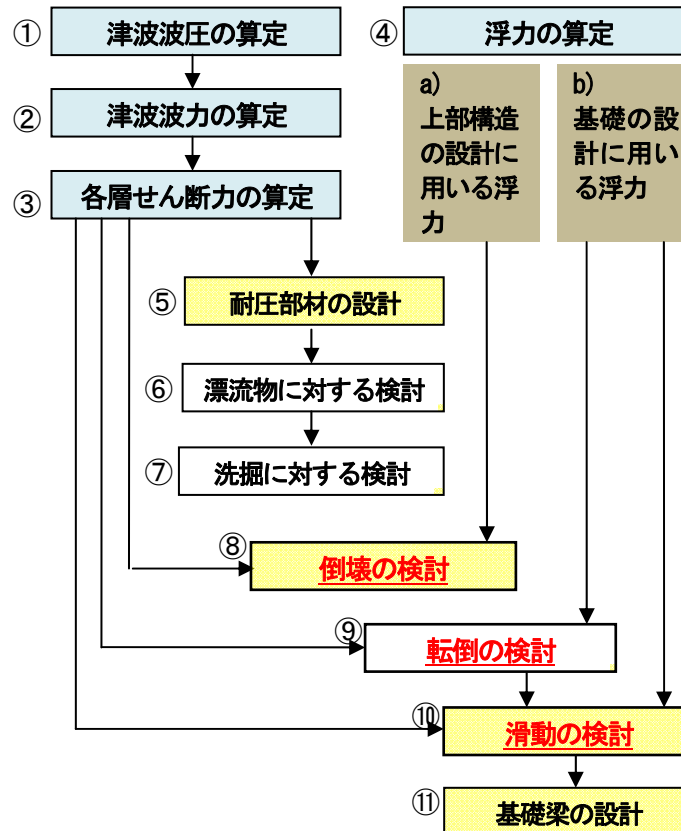 ① 津波波圧の算定
② 津波波力の算定
③ 各層せん断力の算定
④ 浮力の算定
a)
上部構造
の設計に
用いる浮
力
b)
基礎の設
計に用い
る浮力
⑤ 耐圧部材の設計
⑥ 漂流物に対する検討
⑦ 洗掘に対する検討
⑧ 倒壊の検討
⑨ 転倒の検討
⑩ 滑動の検討
⑪ 基礎梁の設計